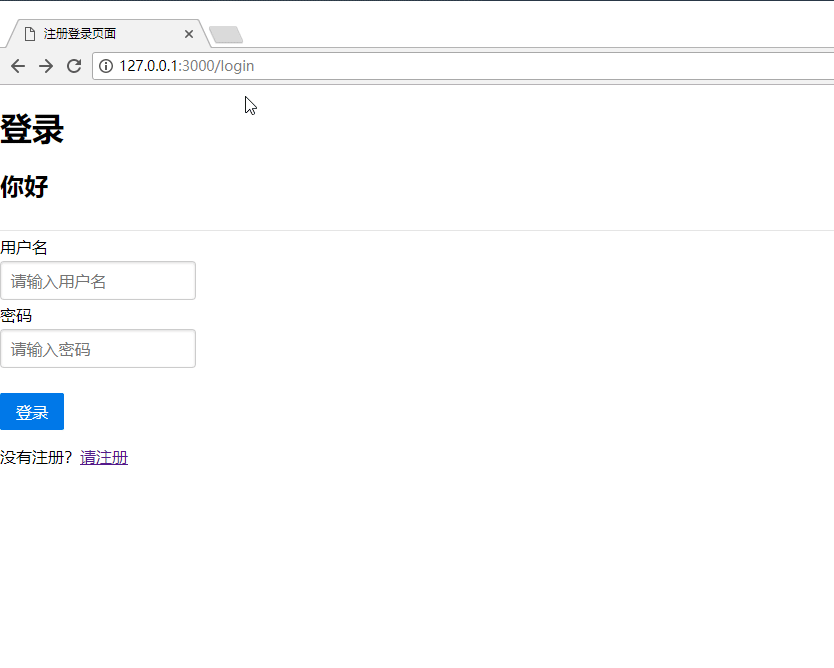 注册登录页面
127.0.0.1:3000/login
登录
你好
用户名
请输入用户名
密码
请输入密码
登录
没有注册？请注册